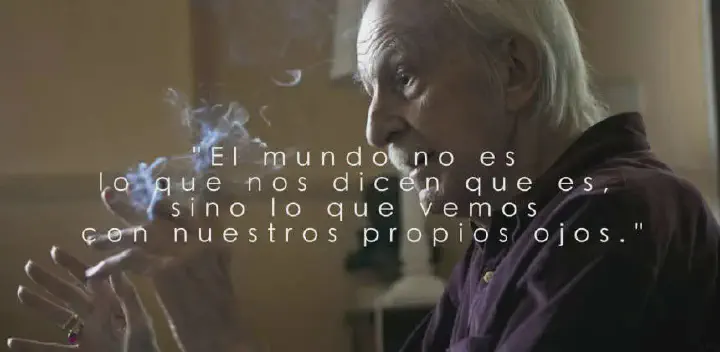 "El mundo no es
lo que nos dicen que es,
sino lo que vemos
con nuestros propios ojos."